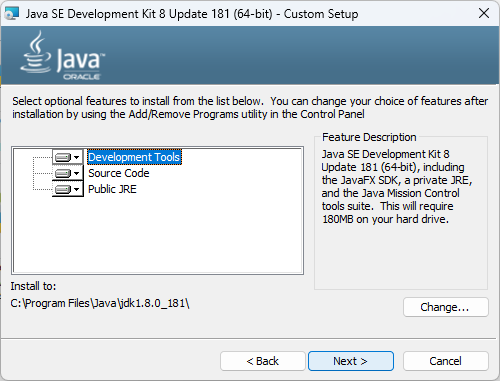 Java SE Development Kit 8 Update 181 (64-bit) - Custom Setup
Java
ORACLE
Select optional features to install from the list below.  You can change your choice of features after
installation by using the Add/Remove Programs utility in the Control Panel
Development Tools
Source Code
Public JRE
Feature Description
Java SE Development Kit 8
Update 181 (64-bit), including
the JavaFX SDK, a private JRE,
and the Java Mission Control
tools suite.  This will require
180MB on your hard drive.
Install to:
C:\Program Files\Java\jdk1.8.0_181\
Change...
< Back
Next >
Cancel